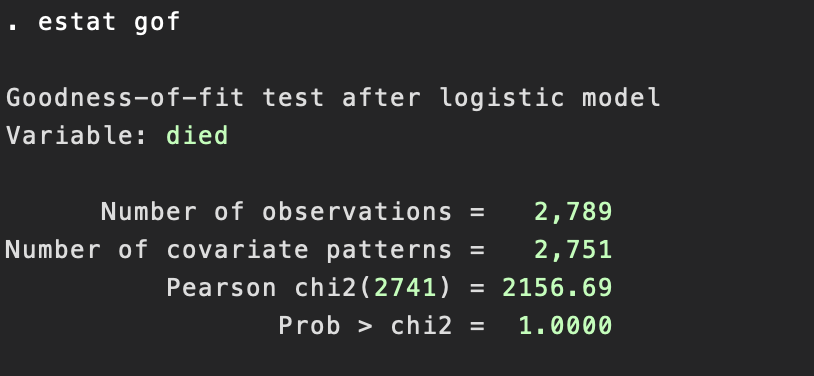 . estat gof
Goodness-of-fit test after logistic model
Variable: died
Number of observations = 2,789
Number of covariate patterns = 2,751
Pearson chi2(2741) = 2156.69
Prob > chi2 = 1.0000